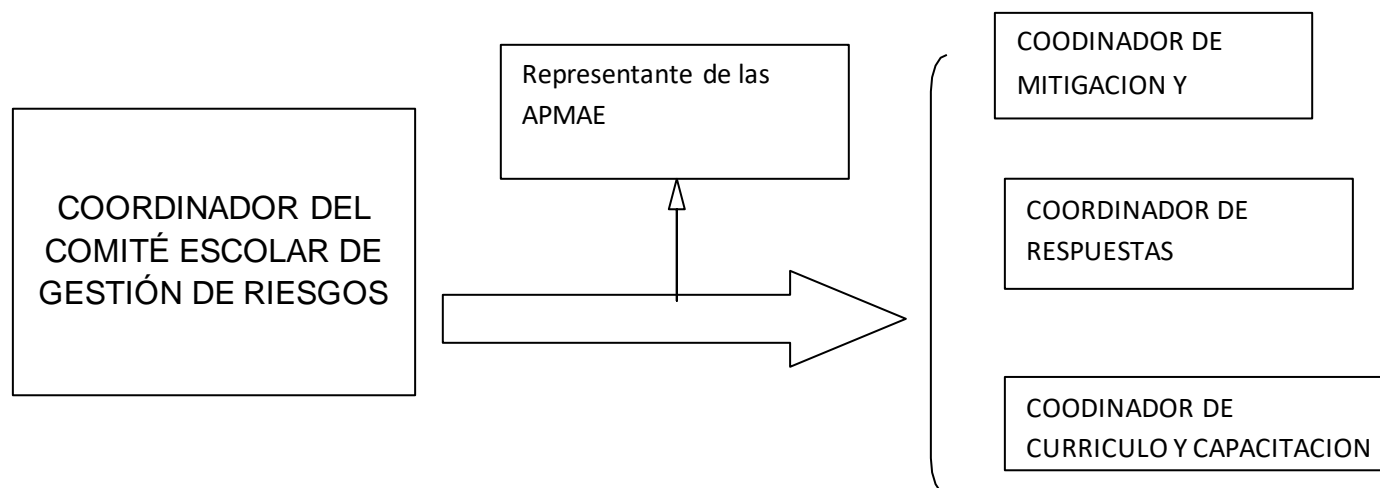 COORDINADOR DEL
COMITÉ ESCOLAR DE
GESTIÓN DE RIESGOS
Representante de las
APMAE
COODINADOR DE
MITIGACION Y
COORDINADOR DE
RESPUESTAS
COODINADOR DE
CURRICULO Y CAPACITACION